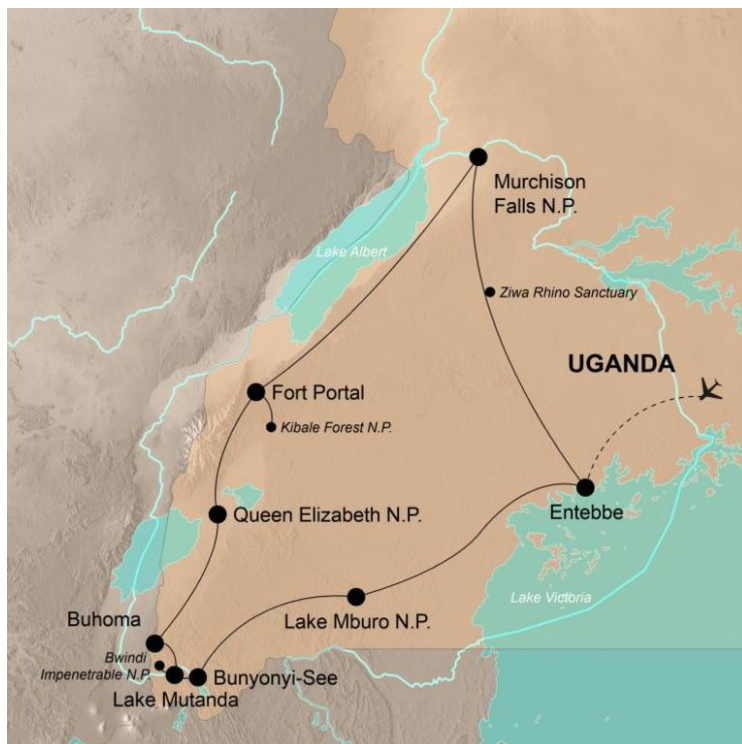 Murchison
Falls N.P.
Lake Albert
Ziwa Rhino Sanctuary
UGANDA
Fort Portal
Kibale Forest N.P.
Entebbe
Queen Elizabeth N.P.
Lake Victoria
Lake Mburo N.P.
Buhoma
Bwindi
Impenetrable N.P.
Bunyonyi-See
Lake Mutanda